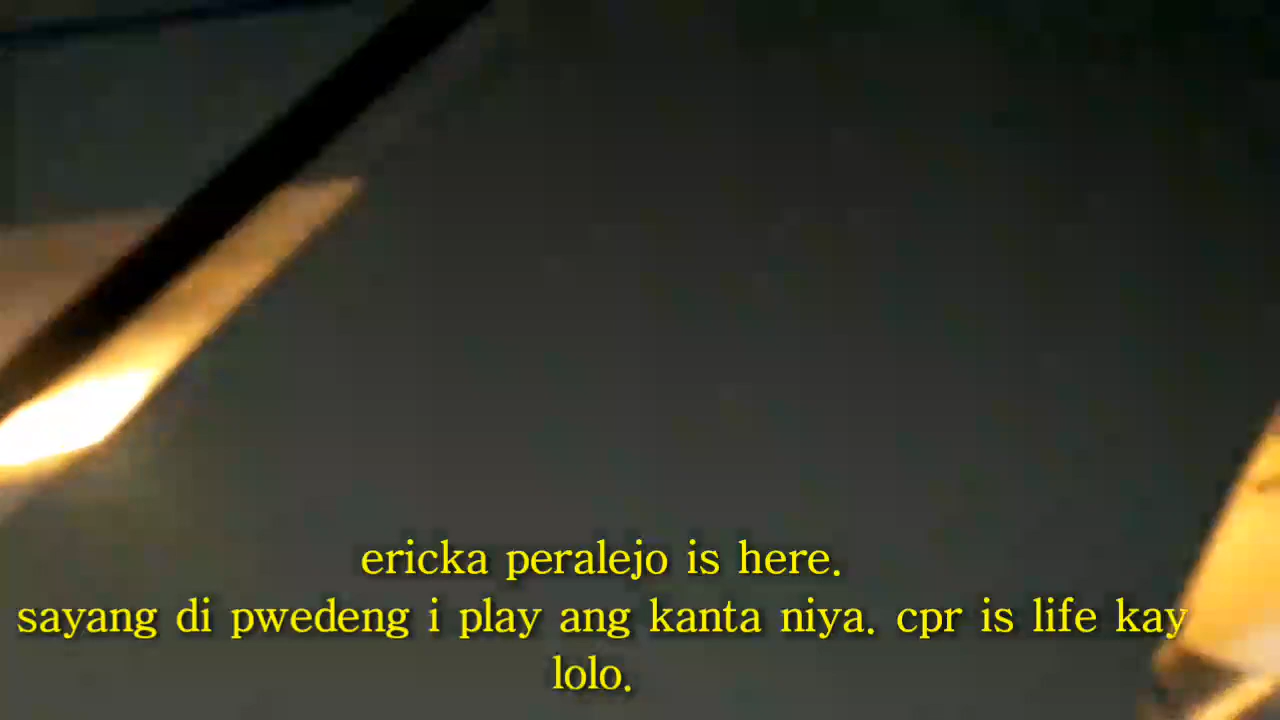 ericka peralejo is here.
sayang di pwedeng i play ang kanta niya. cpr is life kay
lolo.